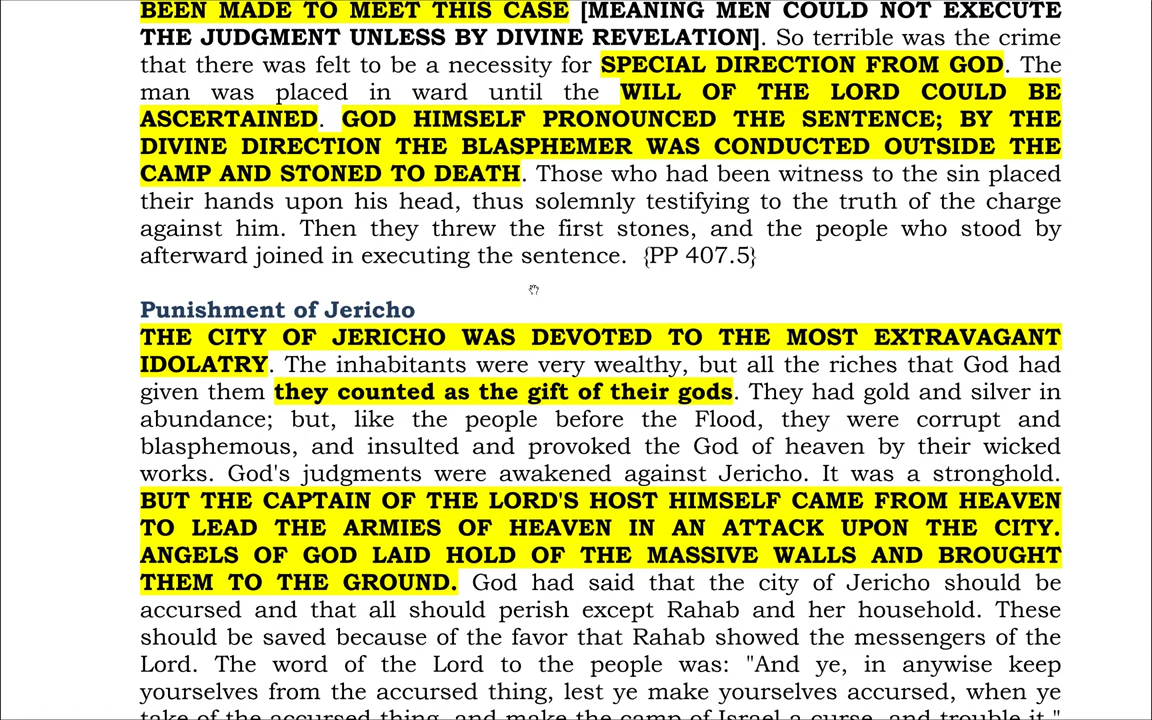 BEEN MADE TO MEET THIS CASE [MEANING MEN COULD NOT EXECUTE
THE JUDGMENT UNLESS BY DIVINE REVELATION]. So terrible was the crime
that there was felt to be a necessity for SPECIAL DIRECTION FROM GOD. The
man was placed in ward until the WILL OF THE LORD COULD BE
ASCERTAINED. GOD HIMSELF PRONOUNCED THE SENTENCE; BY THE
DIVINE DIRECTION THE BLASPHEMER WAS CONDUCTED OUTSIDE THE
CAMP AND STONED TO DEATH. Those who had been witness to the sin placed
their hands upon his head, thus solemnly testifying to the truth of the charge
against him. Then they threw the first stones, and the people who stood by
afterward joined in executing the sentence. {PP 407.5}
Punishment of Jericho
THE CITY OF JERICHO WAS DEVOTED TO THE MOST EXTRAVAGANT
IDOLATRY. The inhabitants were very wealthy, but all the riches that God had
given them they counted as the gift of their gods. They had gold and silver in
abundance; but, like the people before the Flood, they were corrupt and
blasphemous, and insulted and provoked the God of heaven by their wicked
works. God's judgments were awakened against Jericho. It was a stronghold.
BUT THE CAPTAIN OF THE LORD'S HOST HIMSELF CAME FROM HEAVEN
TO LEAD THE ARMIES OF HEAVEN IN AN ATTACK UPON THE CITY.
ANGELS OF GOD LAID HOLD OF THE MASSIVE WALLS AND BROUGHT
THEM TO THE GROUND. God had said that the city of Jericho should be
accursed and that all should perish except Rahab and her household. These
should be saved because of the favor that Rahab showed the messengers of the
Lord. The word of the Lord to the people was: "And ye, in anywise keep
yourselves from the accursed thing, lest ye make yourselves accursed, when ye
take of the accursed thing, and make the camp of Israel a curse, and trouble it."